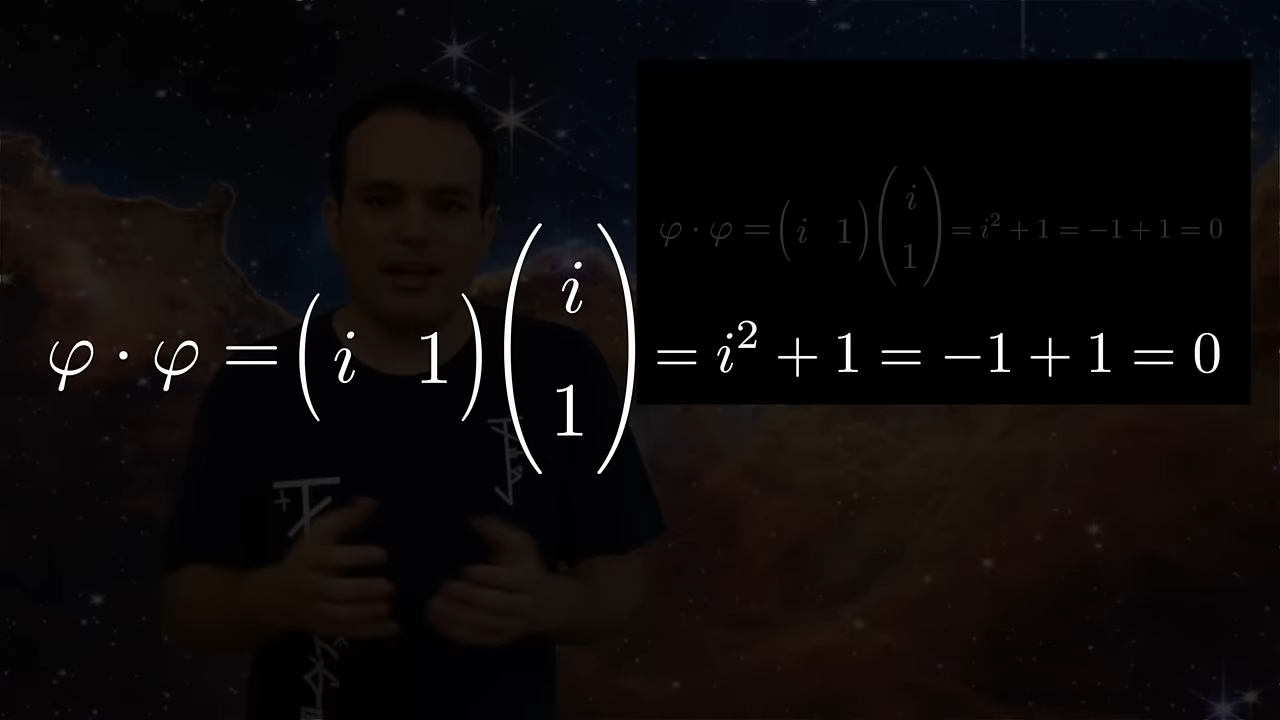 φ · φ = (i 1) (i 1) = i² + 1 = −1 + 1 = 0
φ · φ = (i 1) (i 1) = i² + 1 = −1 + 1 = 0